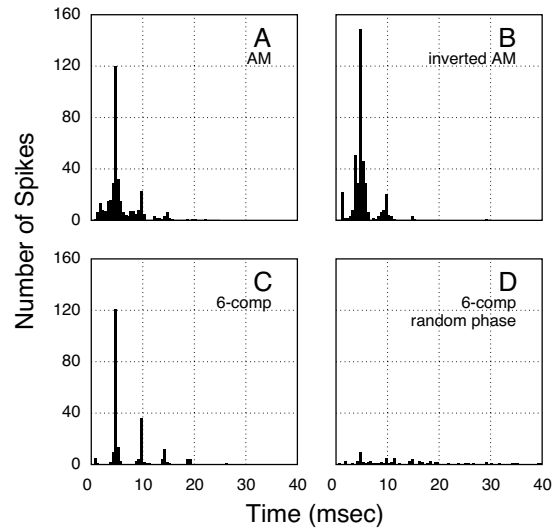 160
120
80
40
0
A
AM
B
inverted AM
Number of Spikes
160
120
80
40
0
C
6-comp
D
6-comp
random phase
0 10 20 30 40
0 10 20 30 40
Time (msec)